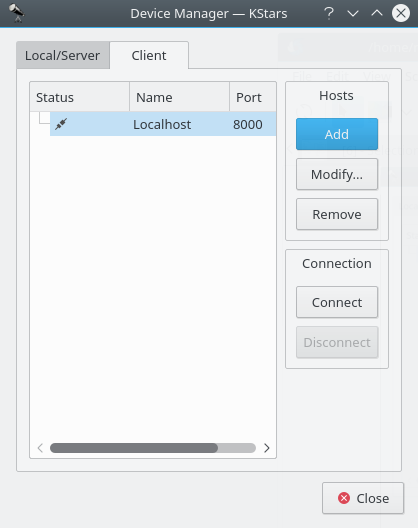 Device Manager — KStars
Local/Server
Client
Status Name Port
Localhost 8000
Hosts
Add
Modify...
Remove
Connection
Connect
Disconnect
Close